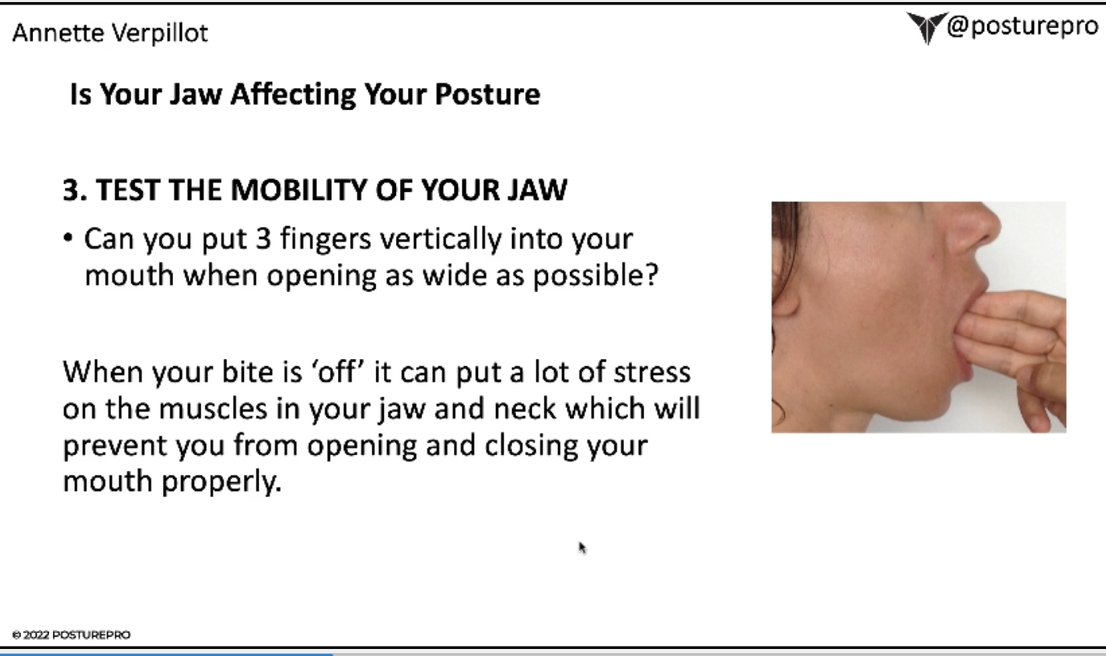 Annette Verpillot
@posturepro
Is Your Jaw Affecting Your Posture
3. TEST THE MOBILITY OF YOUR JAW
• Can you put 3 fingers vertically into your
mouth when opening as wide as possible?
When your bite is ‘off’ it can put a lot of stress
on the muscles in your jaw and neck which will
prevent you from opening and closing your
mouth properly.
© 2022 POSTUREPRO